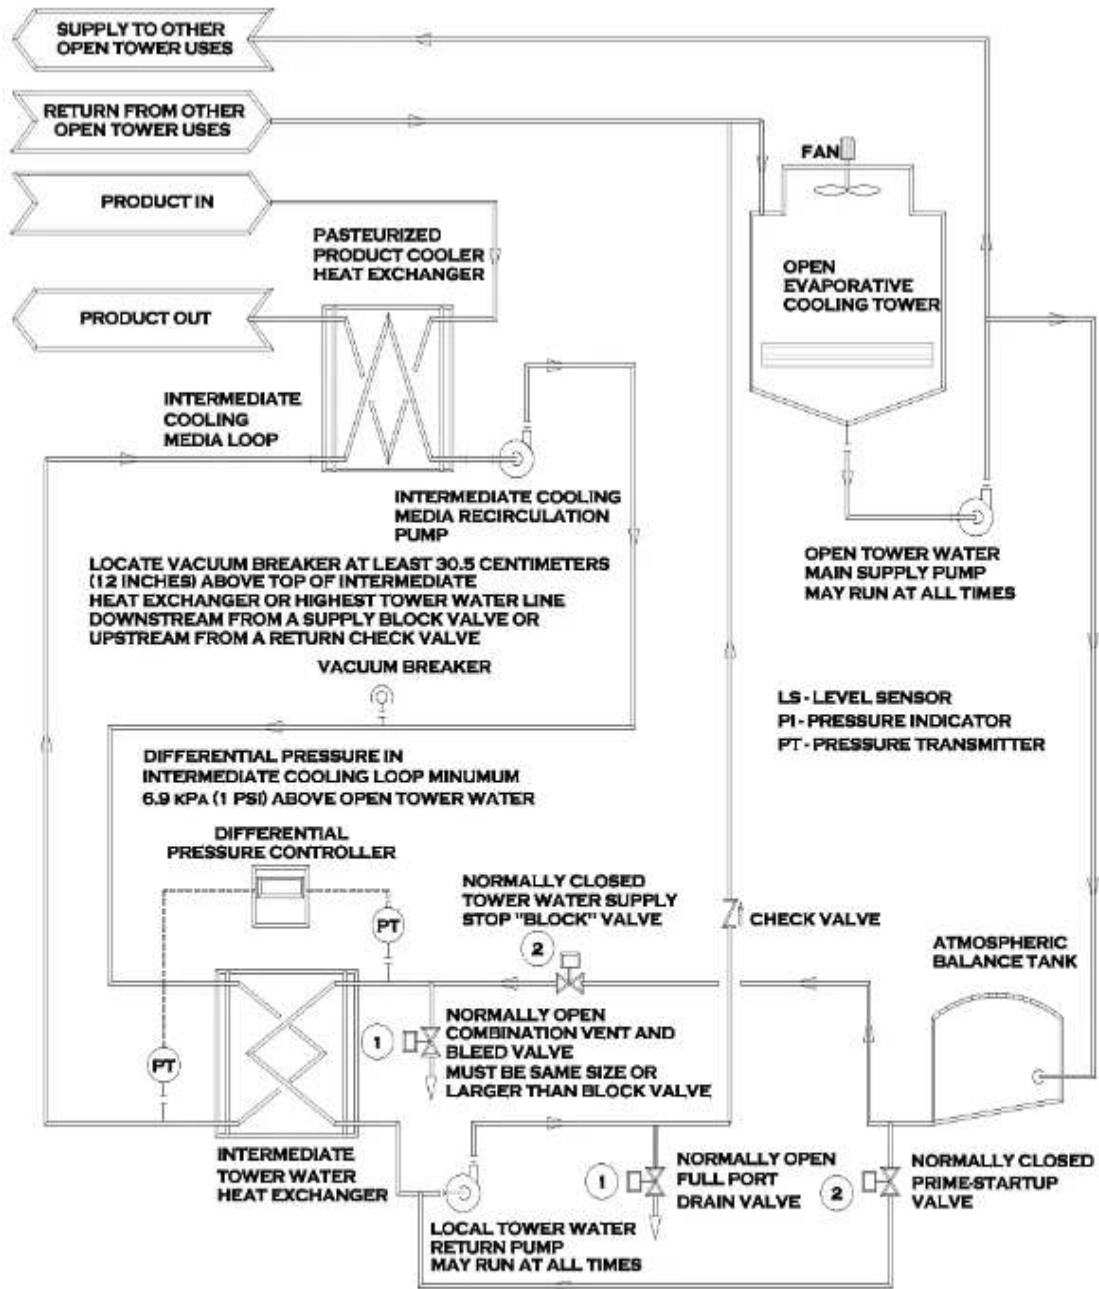 SUPPLY TO OTHER
OPEN TOWER USES
RETURN FROM OTHER
OPEN TOWER USES
FAN
PRODUCT IN
PASTEURIZED
PRODUCT COOLER
HEAT EXCHANGER
OPEN
EVAPORATIVE
COOLING TOWER
PRODUCT OUT
INTERMEDIATE
COOLING
MEDIA LOOP
INTERMEDIATE COOLING
MEDIA RECIRCULATION
PUMP
OPEN TOWER WATER
MAIN SUPPLY PUMP
MAY RUN AT ALL TIMES
LOCATE VACUUM BREAKER AT LEAST 30.5 CENTIMETERS
(12 INCHES) ABOVE TOP OF INTERMEDIATE
HEAT EXCHANGER OR HIGHEST TOWER WATER LINE
DOWNSTREAM FROM A SUPPLY BLOCK VALVE OR
UPSTREAM FROM A RETURN CHECK VALVE
VACUUM BREAKER
LS - LEVEL SENSOR
PI - PRESSURE INDICATOR
PT - PRESSURE TRANSMITTER
DIFFERENTIAL PRESSURE IN
INTERMEDIATE COOLING LOOP MINUMUM
6.9 KPA (1 PSI) ABOVE OPEN TOWER WATER
DIFFERENTIAL
PRESSURE CONTROLLER
NORMALLY CLOSED
TOWER WATER SUPPLY
STOP "BLOCK" VALVE
CHECK VALVE
PT
2
ATMOSPHERIC
BALANCE TANK
NORMALLY OPEN
COMBINATION VENT AND
BLEED VALVE
MUST BE SAME SIZE OR
LARGER THAN BLOCK VALVE
1
PT
INTERMEDIATE
TOWER WATER
HEAT EXCHANGER
1
NORMALLY OPEN
FULL PORT
DRAIN VALVE
2
NORMALLY CLOSED
PRIME-STARTUP
VALVE
LOCAL TOWER WATER
RETURN PUMP
MAY RUN AT ALL TIMES